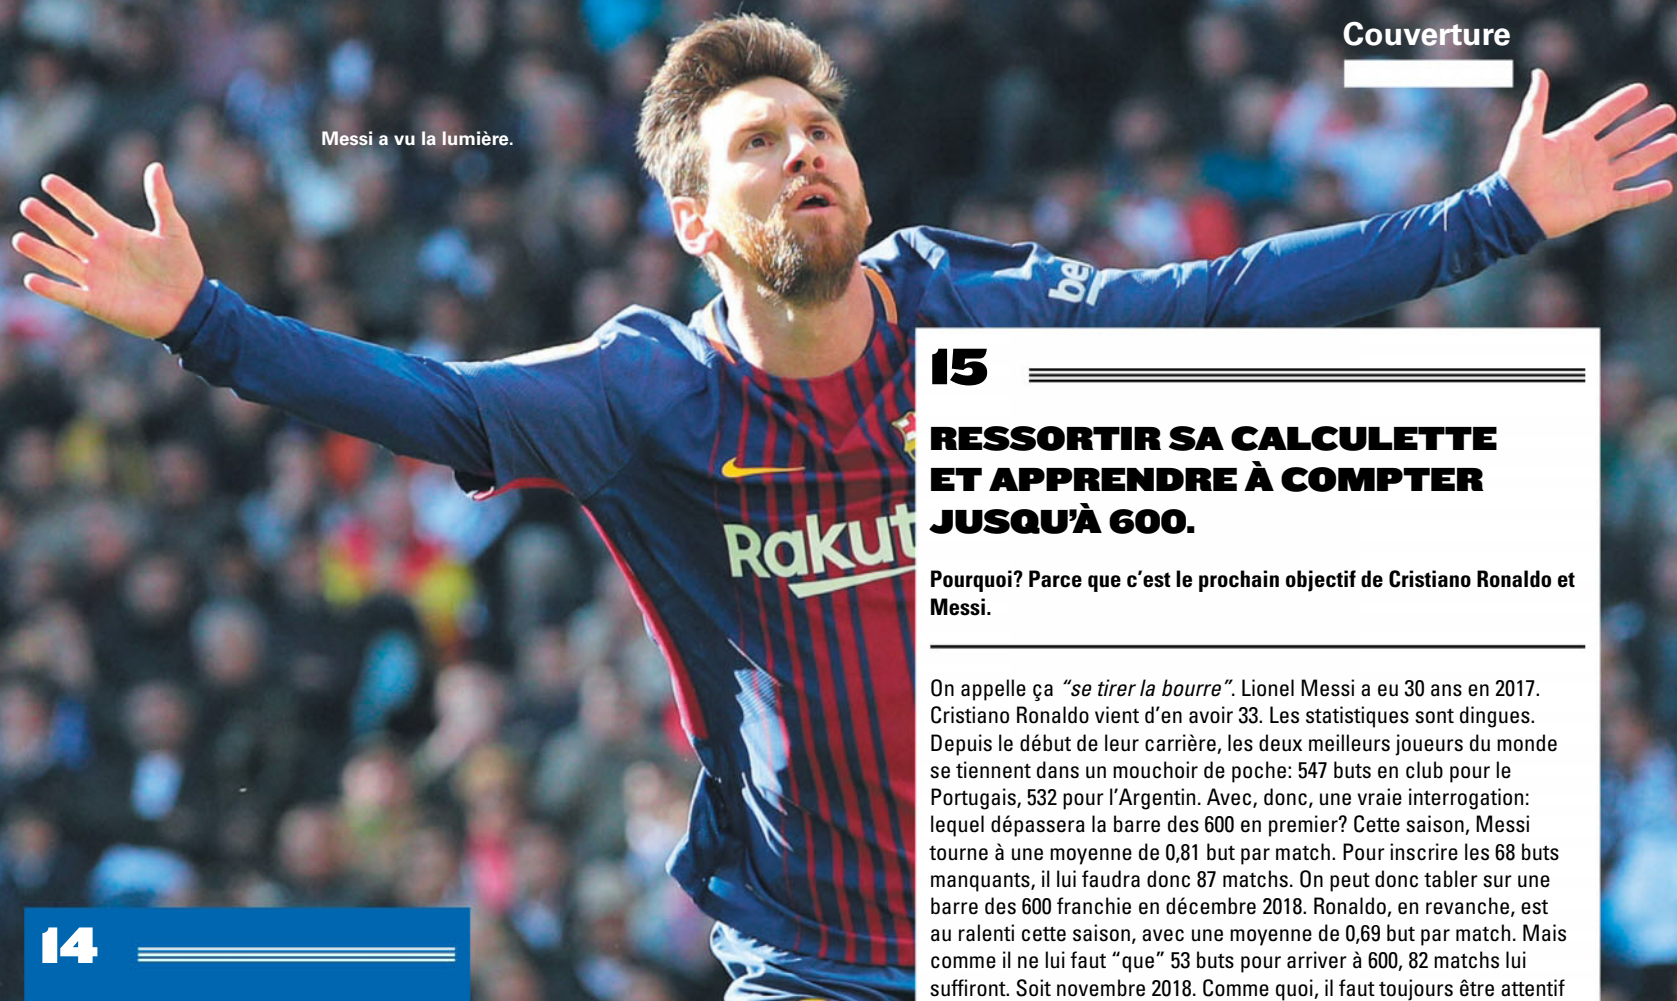 Couverture
Messi a vu la lumière.
be
Rakut
15
RESSORTIR SA CALCULETTE
ET APPRENDRE À COMPTER
JUSQU’À 600.
Pourquoi? Parce que c’est le prochain objectif de Cristiano Ronaldo et
Messi.
On appelle ça “se tirer la bourre”. Lionel Messi a eu 30 ans en 2017.
Cristiano Ronaldo vient d’en avoir 33. Les statistiques sont dingues.
Depuis le début de leur carrière, les deux meilleurs joueurs du monde
se tiennent dans un mouchoir de poche: 547 buts en club pour le
Portugais, 532 pour l’Argentin. Avec, donc, une vraie interrogation:
lequel dépassera la barre des 600 en premier? Cette saison, Messi
tourne à une moyenne de 0,81 but par match. Pour inscrire les 68 buts
manquants, il lui faudra donc 87 matchs. On peut donc tabler sur une
barre des 600 franchie en décembre 2018. Ronaldo, en revanche, est
au ralenti cette saison, avec une moyenne de 0,69 but par match. Mais
comme il ne lui faut “que” 53 buts pour arriver à 600, 82 matchs lui
suffiront. Soit novembre 2018. Comme quoi, il faut toujours être attentif
14